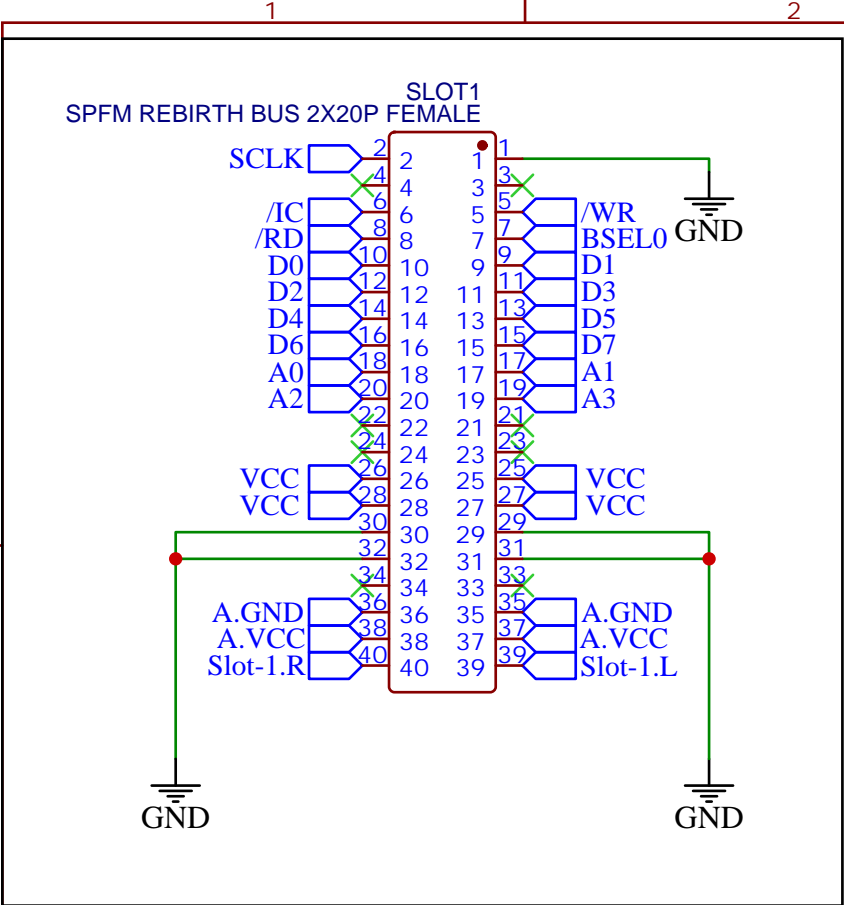 1 2
SLOT1
SPFM REBIRTH BUS 2X20P FEMALE
SCLK 2 2 1 1
4 4 3 3
/IC 6 6 5 5 /WR
/RD 8 8 7 7 BSEL0 GND
D0 10 10 9 9 D1
D2 12 12 11 11 D3
D4 14 14 13 13 D5
D6 16 16 15 15 D7
A0 18 18 17 17 A1
A2 20 20 19 19 A3
22 22 21 21
24 24 23 23
VCC 26 26 25 25 VCC
VCC 28 28 27 27 VCC
30 30 29 29
32 32 31 31
34 34 33 33
A.GND 36 36 35 35 A.GND
A.VCC 38 38 37 37 A.VCC
Slot-1.R 40 40 39 39 Slot-1.L
GND GND